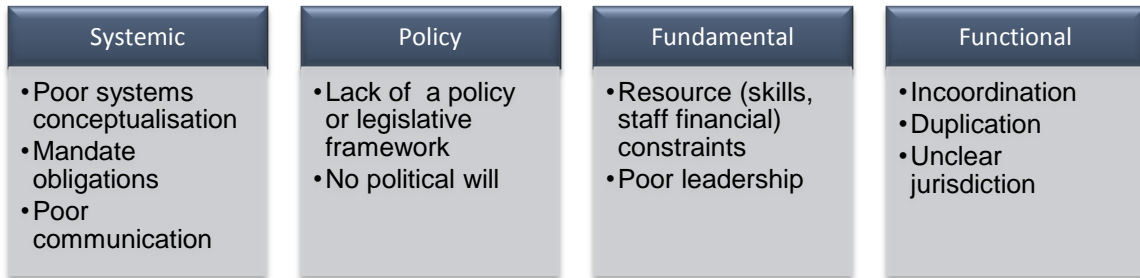 Systemic
•Poor systems
conceptualisation
•Mandate
obligations
•Poor
communication
Policy
•Lack of  a policy
or legislative
framework
•No political will
Fundamental
•Resource (skills,
staff financial)
constraints
•Poor leadership
Functional
•Incoordination
•Duplication
•Unclear
jurisdiction